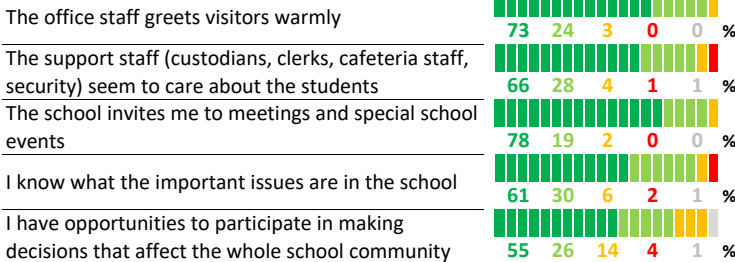 The office staff greets visitors warmly
73 24 3 0 0 %
The support staff (custodians, clerks, cafeteria staff,
security) seem to care about the students
66 28 4 1 1 %
The school invites me to meetings and special school
events
78 19 2 0 0 %
I know what the important issues are in the school
61 30 6 2 1 %
I have opportunities to participate in making
decisions that affect the whole school community
55 26 14 4 1 %